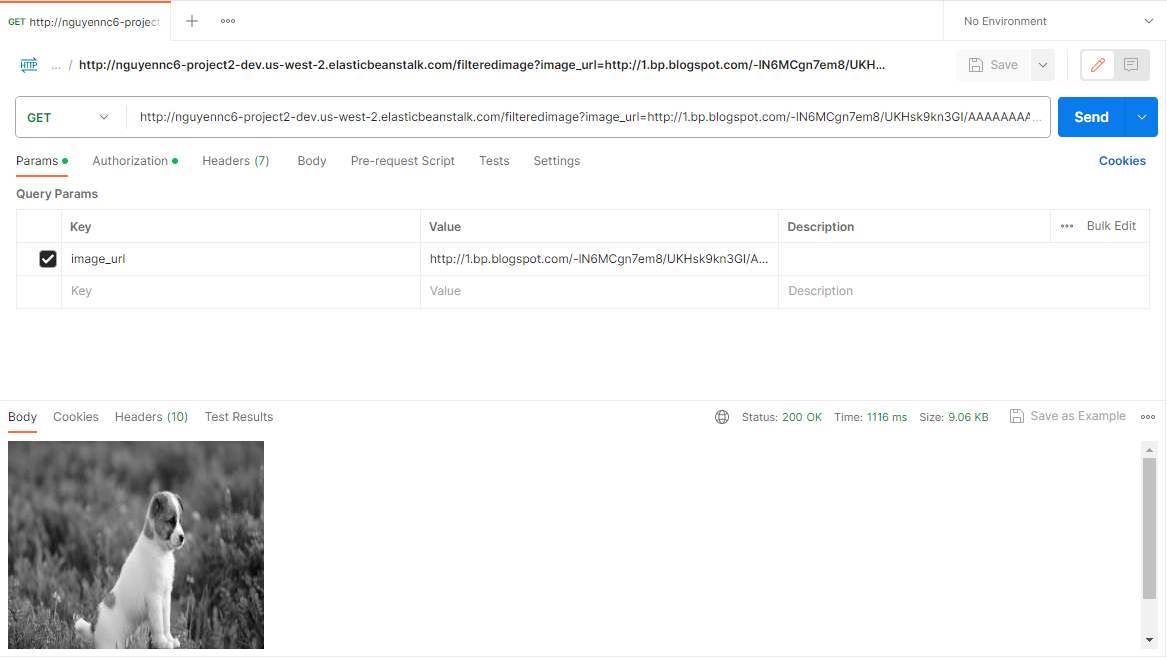 GET http://nguyennc6-project No Environment
HTTP ... / http://nguyennc6-project2-dev.us-west-2.elasticbeanstalk.com/filteredimage?image_url=http://1.bp.blogspot.com/-lN6MCgn7em8/UKH... Save
GET http://nguyennc6-project2-dev.us-west-2.elasticbeanstalk.com/filteredimage?image_url=http://1.bp.blogspot.com/-lN6MCgn7em8/UKHsk9kn3GI/AAAAAAAA... Send
Params Authorization Headers (7) Body Pre-request Script Tests Settings Cookies
Query Params
Key Value Description Bulk Edit
image_url http://1.bp.blogspot.com/-lN6MCgn7em8/UKHsk9kn3GI/A...
Key Value Description
Body Cookies Headers (10) Test Results Status: 200 OK Time: 1116 ms Size: 9.06 KB Save as Example